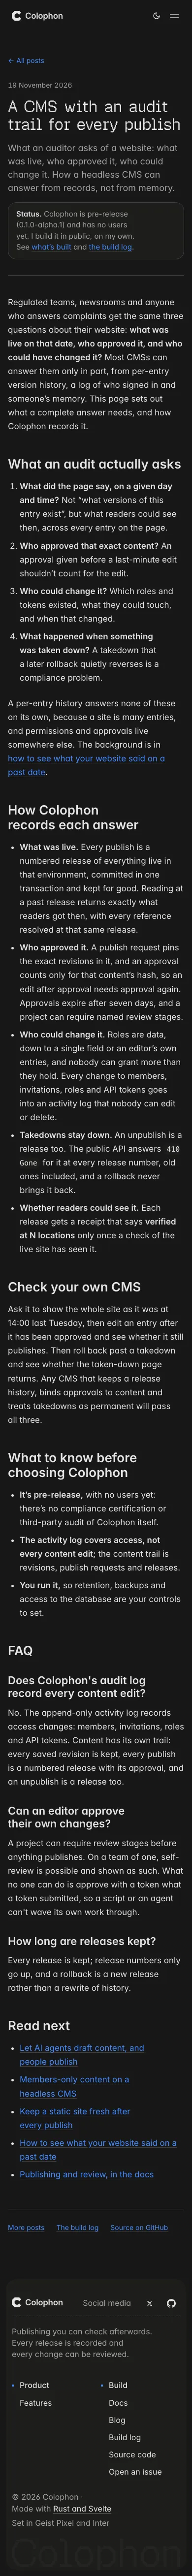 Colophon
← All posts
19 November 2026
A CMS with an audit
trail for every publish
What an auditor asks of a website: what
was live, who approved it, who could
change it. How a headless CMS can
answer from records, not from memory.
Status. Colophon is pre-release
(0.1.0-alpha.1) and has no users
yet. I build it in public, on my own.
See what's built and the build log.
Regulated teams, newsrooms and anyone
who answers complaints get the same three
questions about their website: what was
live on that date, who approved it, and who
could have changed it? Most CMSs can
answer them only in part, from per-entry
version history, a log of who signed in and
someone's memory. This page sets out
what a complete answer needs, and how
Colophon records it.
What an audit actually asks
1. What did the page say, on a given day
and time? Not "which versions of this
entry exist", but what readers could see
then, across every entry on the page.
2. Who approved that exact content? An
approval given before a last-minute edit
shouldn't count for the edit.
3. Who could change it? Which roles and
tokens existed, what they could touch,
and when that changed.
4. What happened when something
was taken down? A takedown that
a later rollback quietly reverses is a
compliance problem.
A per-entry history answers none of these
on its own, because a site is many entries,
and permissions and approvals live
somewhere else. The background is in
how to see what your website said on a
past date.
How Colophon
records each answer
• What was live. Every publish is a
numbered release of everything live in
that environment, committed in one
transaction and kept for good. Reading at
a past release returns exactly what
readers got then, with every reference
resolved as of that same release.
• Who approved it. A publish request pins
the exact revisions in it, and an approval
counts only for that content's hash, so an
edit after approval needs approval again.
Approvals expire after seven days, and a
project can require named review stages.
• Who could change it. Roles are data,
down to a single field or an editor's own
entries, and nobody can grant more than
they hold. Every change to members,
invitations, roles and API tokens goes
into an activity log that nobody can edit
or delete.
• Takedowns stay down. An unpublish is a
release too. The public API answers 410
Gone for it at every release number, old
ones included, and a rollback never
brings it back.
• Whether readers could see it. Each
release gets a receipt that says verified
at N locations only once a check of the
live site has seen it.
Check your own CMS
Ask it to show the whole site as it was at
14:00 last Tuesday, then edit an entry after
it has been approved and see whether it still
publishes. Then roll back past a takedown
and see whether the taken-down page
returns. Any CMS that keeps a release
history, binds approvals to content and
treats takedowns as permanent will pass
all three.
What to know before
choosing Colophon
• It's pre-release, with no users yet:
there's no compliance certification or
third-party audit of Colophon itself.
• The activity log covers access, not
every content edit; the content trail is
revisions, publish requests and releases.
• You run it, so retention, backups and
access to the database are your controls
to set.
FAQ
Does Colophon's audit log
record every content edit?
No. The append-only activity log records
access changes: members, invitations, roles
and API tokens. Content has its own trail:
every saved revision is kept, every publish
is a numbered release with its approval, and
an unpublish is a release too.
Can an editor approve
their own changes?
A project can require review stages before
anything publishes. On a team of one, self-
review is possible and shown as such. What
no one can do is approve with a token what
a token submitted, so a script or an agent
can't wave its own work through.
How long are releases kept?
Every release is kept; release numbers only
go up, and a rollback is a new release
rather than a rewrite of history.
Read next
• Let AI agents draft content, and
people publish
• Members-only content on a
headless CMS
• Keep a static site fresh after
every publish
• How to see what your website said on a
past date
• Publishing and review, in the docs
More posts The build log Source on GitHub
Colophon Social media
Publishing you can check afterwards.
Every release is recorded and
every change can be reviewed.
Product
Features
Build
Docs
Blog
Build log
Source code
Open an issue
© 2026 Colophon ·
Made with Rust and Svelte
Set in Geist Pixel and Inter
Colophon